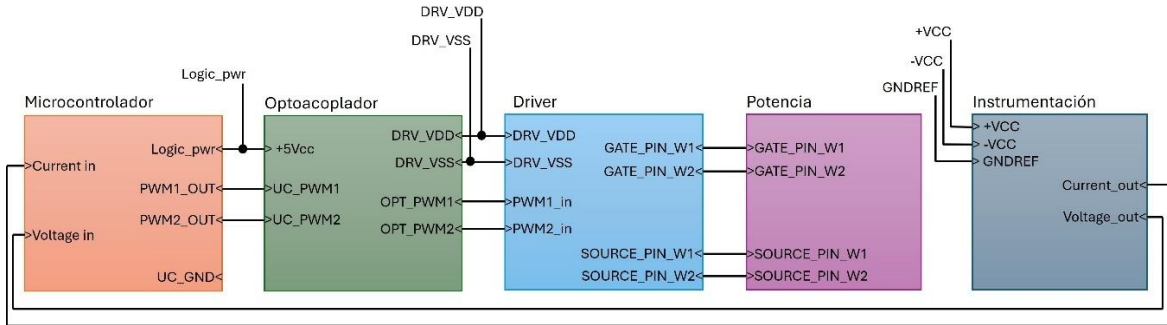 DRV_VDD
DRV_VSS
Logic_pwr
+VCC
-VCC
GNDREF
Microcontrolador
>Current in
>Voltage in
Logic_pwr<
PWM1_OUT<
PWM2_OUT<
UC_GND<
Optoacoplador
>+5Vcc
>UC_PWM1
>UC_PWM2
DRV_VDD<
DRV_VSS<
OPT_PWM1<
OPT_PWM2<
Driver
>DRV_VDD
>DRV_VSS
>PWM1_in
>PWM2_in
GATE_PIN_W1<
GATE_PIN_W2<
SOURCE_PIN_W1<
SOURCE_PIN_W2<
Potencia
>GATE_PIN_W1
>GATE_PIN_W2
>SOURCE_PIN_W1
>SOURCE_PIN_W2
Instrumentación
>+VCC
>-VCC
>GNDREF
Current_out<
Voltage_out<